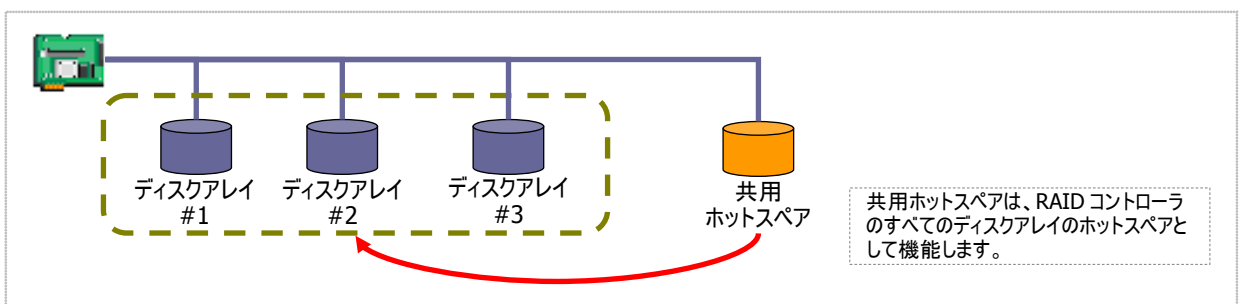 ディスクアレイ
#1
ディスクアレイ
#2
ディスクアレイ
#3
共用
ホットスペア
共用ホットスペアは、RAID コントローラ
のすべてのディスクアレイのホットスペアと
して機能します。